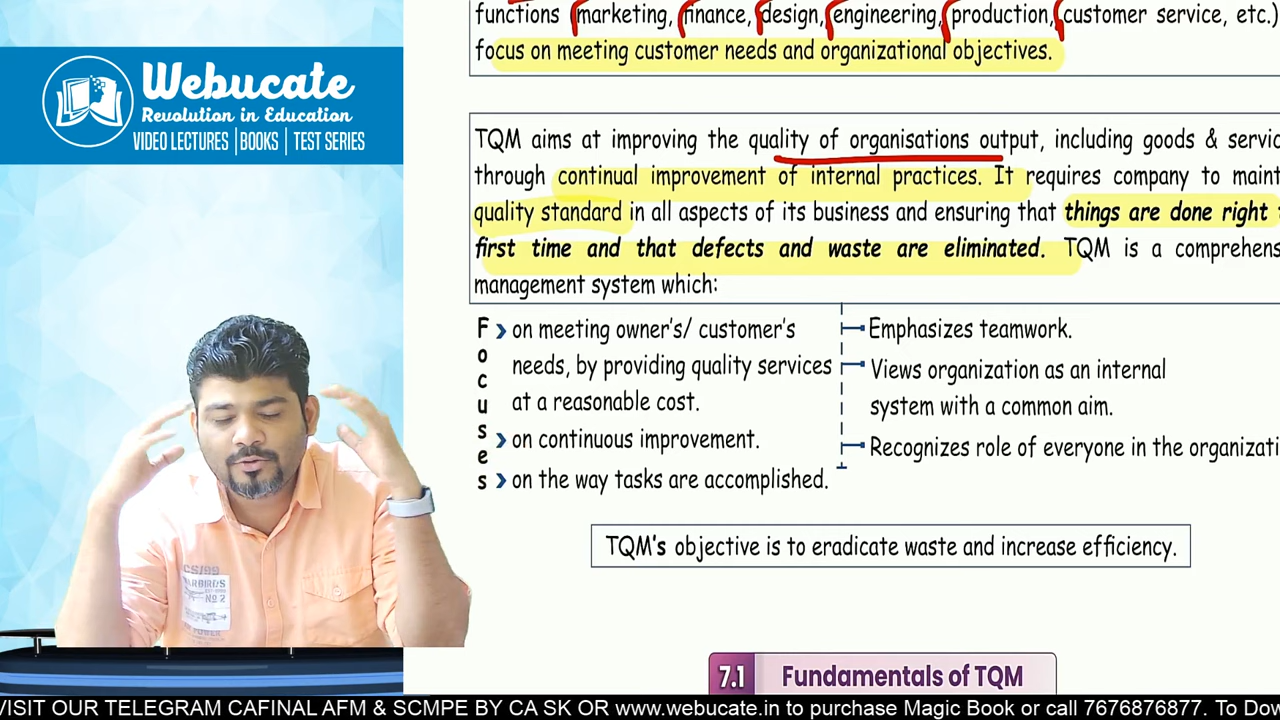 Webucate
Revolution in Education
VIDEO LECTURES | BOOKS | TEST SERIES
functions (marketing, finance, design, engineering, production, customer service, etc.)
focus on meeting customer needs and organizational objectives.
TQM aims at improving the quality of organisations output, including goods & servic
through continual improvement of internal practices. It requires company to maint
quality standard in all aspects of its business and ensuring that things are done right
first time and that defects and waste are eliminated. TQM is a comprehens
management system which:
Focuses
on meeting owner's/ customer's
needs, by providing quality services
at a reasonable cost.
on continuous improvement.
on the way tasks are accomplished.
Emphasizes teamwork.
Views organization as an internal
system with a common aim.
Recognizes role of everyone in the organizati
TQM's objective is to eradicate waste and increase efficiency.
7.1 Fundamentals of TQM
CS/99
NO 2
VISIT OUR TELEGRAM CAFINAL AFM & SCMPE BY CA SK OR www.webucate.in to purchase Magic Book or call 7676876877. To Dow